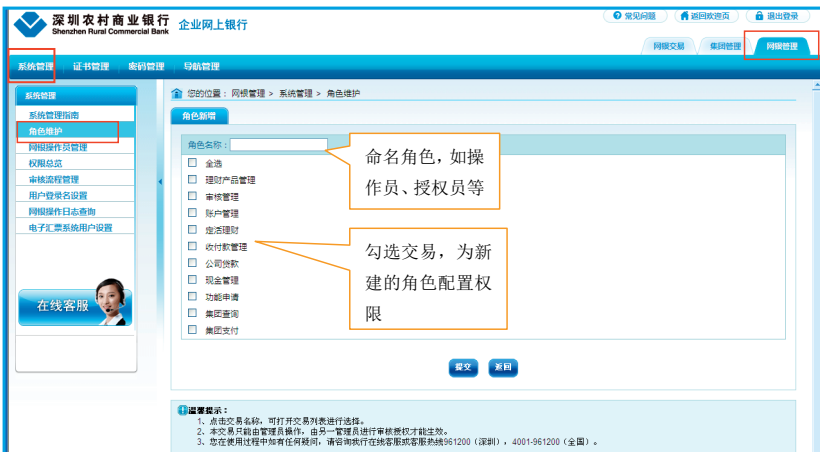 深圳农村商业银行 企业网上银行
Shenzhen Rural Commercial Bank
常见问题 返回欢迎页 退出登录
网银交易 集团管理 网银管理
系统管理 证书管理 密码管理 导航管理
系统管理
系统管理指南
角色维护
网银操作员管理
权限总览
审核流程管理
用户登录名设置
网银操作日志查询
电子汇票系统用户设置
在线客服
您的位置：网银管理 > 系统管理 > 角色维护
角色新增
角色名称：
全选
理财产品管理
审核管理
账户管理
定活理财
收付款管理
公司贷款
现金管理
功能申请
集团查询
集团支付
命名角色，如操
作员、授权员等
勾选交易，为新
建的角色配置权
限
提交 返回
温馨提示：
1、点击交易名称，可打开交易列表进行选择。
2、本交易只能由管理员操作，由另一管理员进行审核授权才能生效。
3、您在使用过程中如有任何疑问，请咨询我行在线客服或客服热线961200（深圳），4001-961200（全国）。